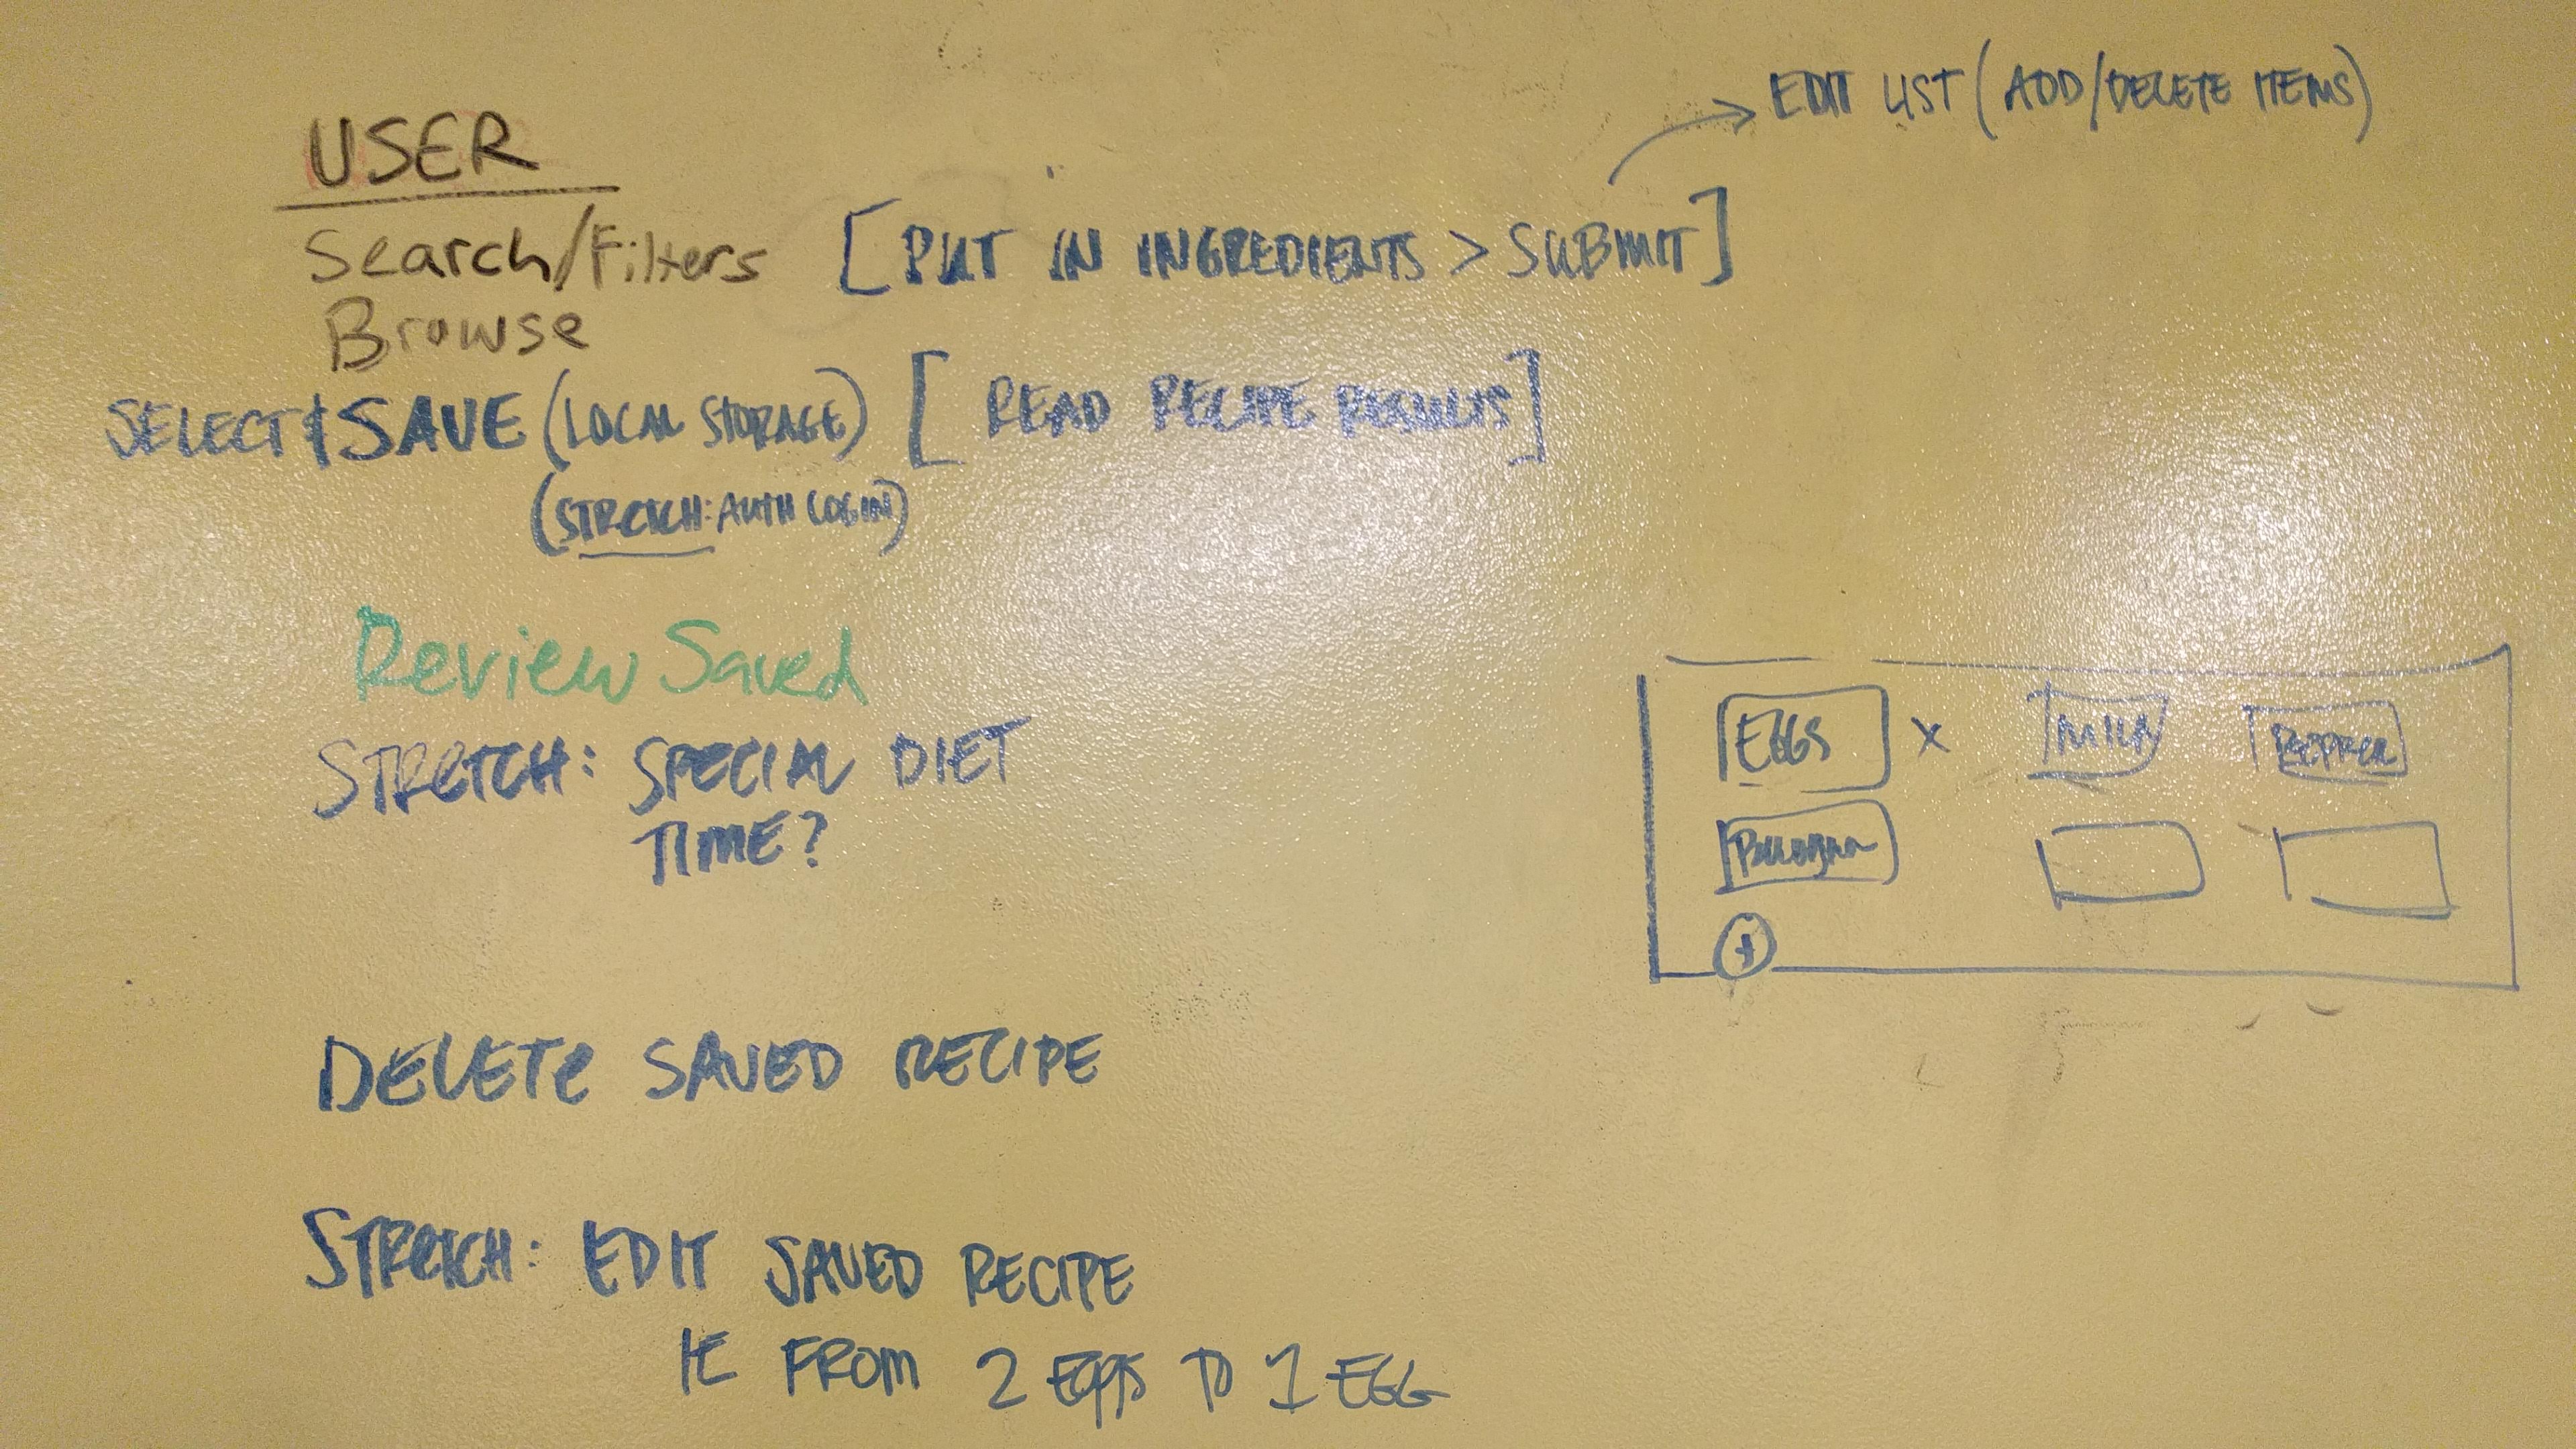 EDIT LIST (ADD/DELETE ITEMS)
USER
Search/Filters [PUT IN INGREDIENTS > SUBMIT]
Browse
SELECT & SAVE (LOCAL STORAGE) [READ RECIPE RESULTS]
(STRETCH: AUTH LOGIN)
Review Saved
STRETCH: SPECIAL DIET
TIME?
EGGS X MILK PEPPER
+
DELETE SAVED RECIPE
STRETCH: EDIT SAVED RECIPE
IE FROM 2 EGGS TO 1 EGG